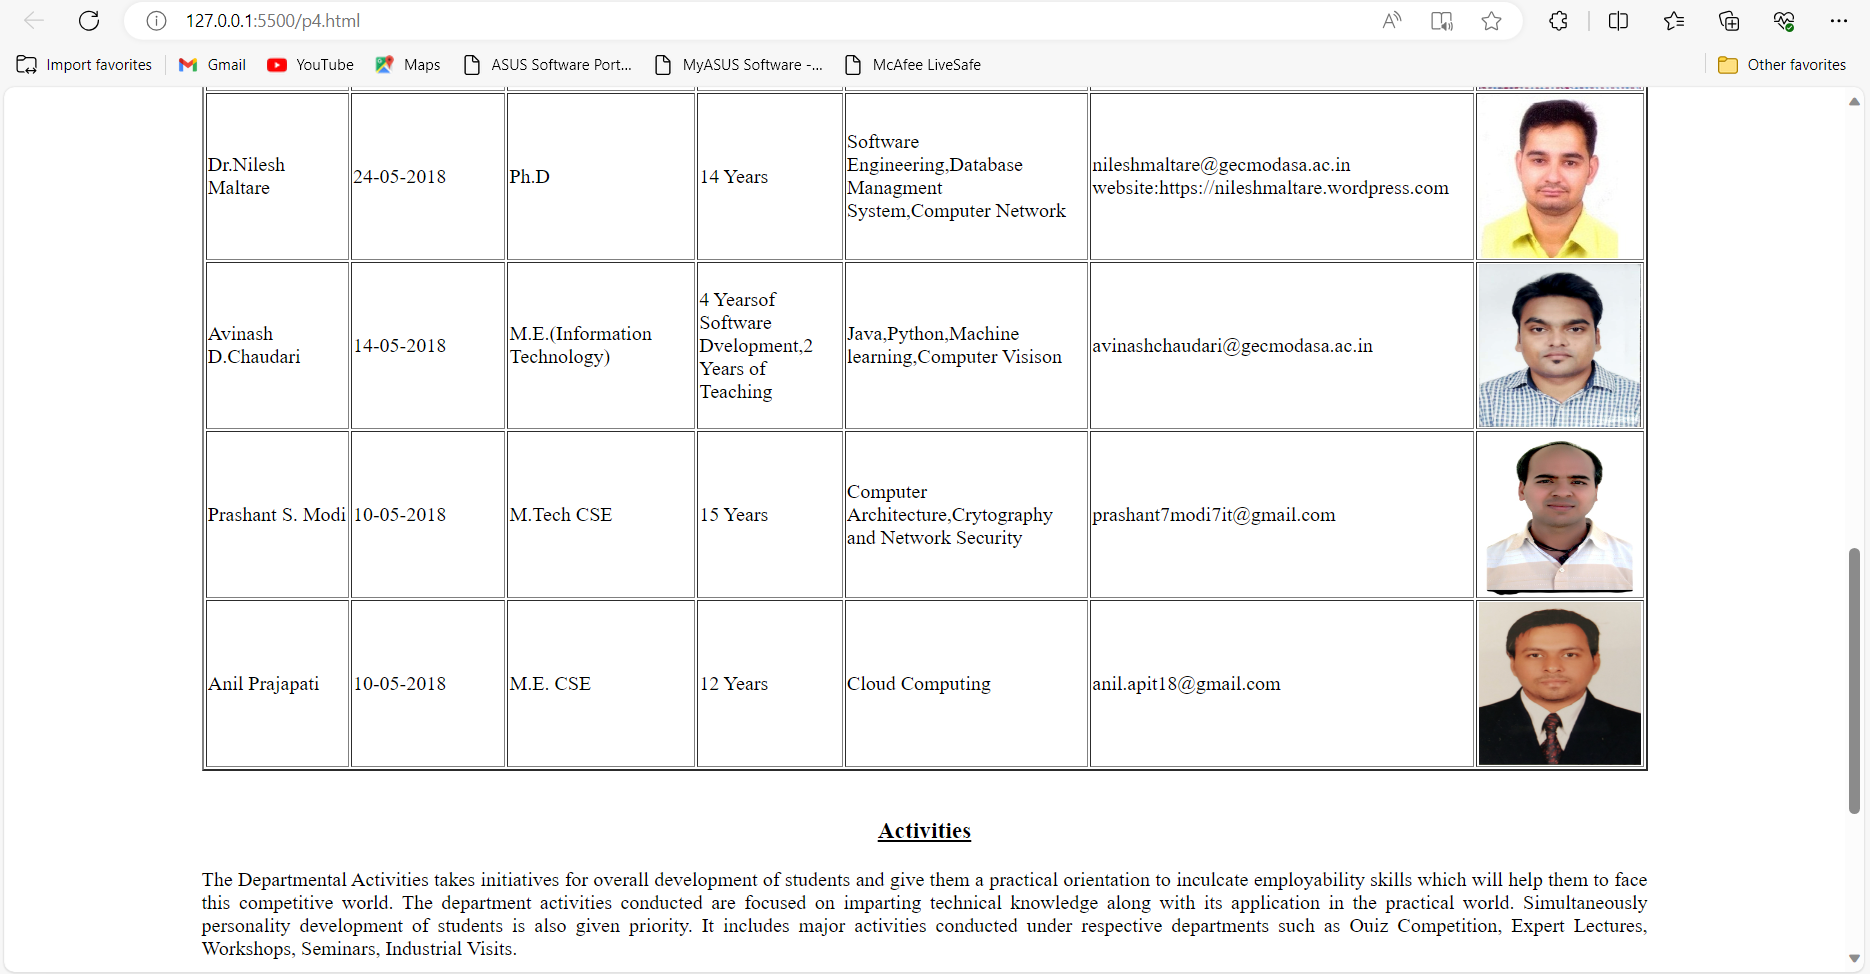 127.0.0.1:5500/p4.html
Import favorites
Gmail
YouTube
Maps
ASUS Software Port...
MyASUS Software -...
McAfee LiveSafe
Other favorites
Dr.Nilesh
Maltare
24-05-2018
Ph.D
14 Years
Software
Engineering,Database
Managment
System,Computer Network
nileshmaltare@gecmodasa.ac.in
website:https://nileshmaltare.wordpress.com
Avinash
D.Chaudari
14-05-2018
M.E.(Information
Technology)
4 Yearsof
Software
Dvelopment,2
Years of
Teaching
Java,Python,Machine
learning,Computer Visison
avinashchaudari@gecmodasa.ac.in
Prashant S. Modi
10-05-2018
M.Tech CSE
15 Years
Computer
Architecture,Crytography
and Network Security
prashant7modi7it@gmail.com
Anil Prajapati
10-05-2018
M.E. CSE
12 Years
Cloud Computing
anil.apit18@gmail.com
Activities
The Departmental Activities takes initiatives for overall development of students and give them a practical orientation to inculcate employability skills which will help them to face
this competitive world. The department activities conducted are focused on imparting technical knowledge along with its application in the practical world. Simultaneously
personality development of students is also given priority. It includes major activities conducted under respective departments such as Ouiz Competition, Expert Lectures,
Workshops, Seminars, Industrial Visits.